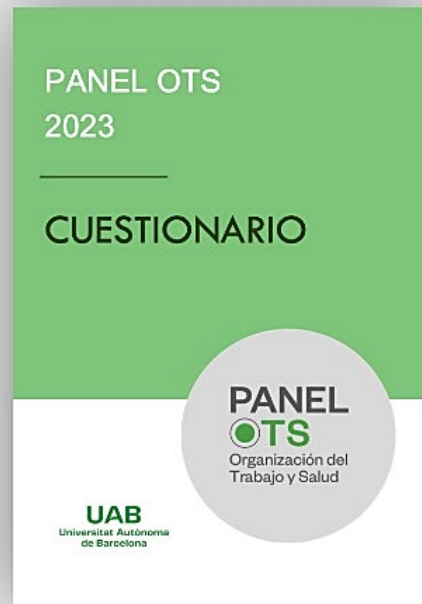 PANEL OTS
2023
CUESTIONARIO
PANEL
OTS
Organización del
Trabajo y Salud
UAB
Universitat Autònoma
de Barcelona